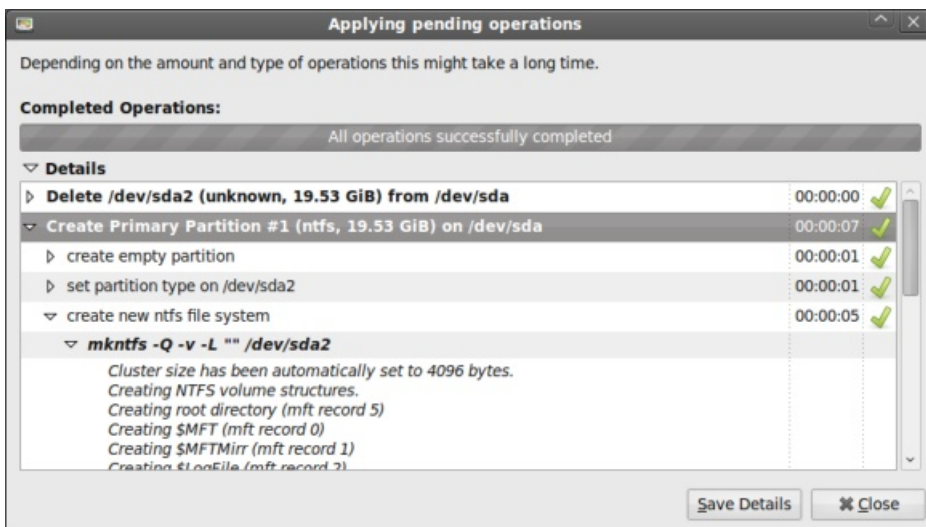 Applying pending operations
Depending on the amount and type of operations this might take a long time.
Completed Operations:
All operations successfully completed
Details
Delete /dev/sda2 (unknown, 19.53 GiB) from /dev/sda 00:00:00
Create Primary Partition #1 (ntfs, 19.53 GiB) on /dev/sda 00:00:07
create empty partition 00:00:01
set partition type on /dev/sda2 00:00:01
create new ntfs file system 00:00:05
mkntfs -Q -v -L "" /dev/sda2
Cluster size has been automatically set to 4096 bytes.
Creating NTFS volume structures.
Creating root directory (mft record 5)
Creating $MFT (mft record 0)
Creating $MFTMirr (mft record 1)
Creating $LogFile (mft record 2)
Save Details Close